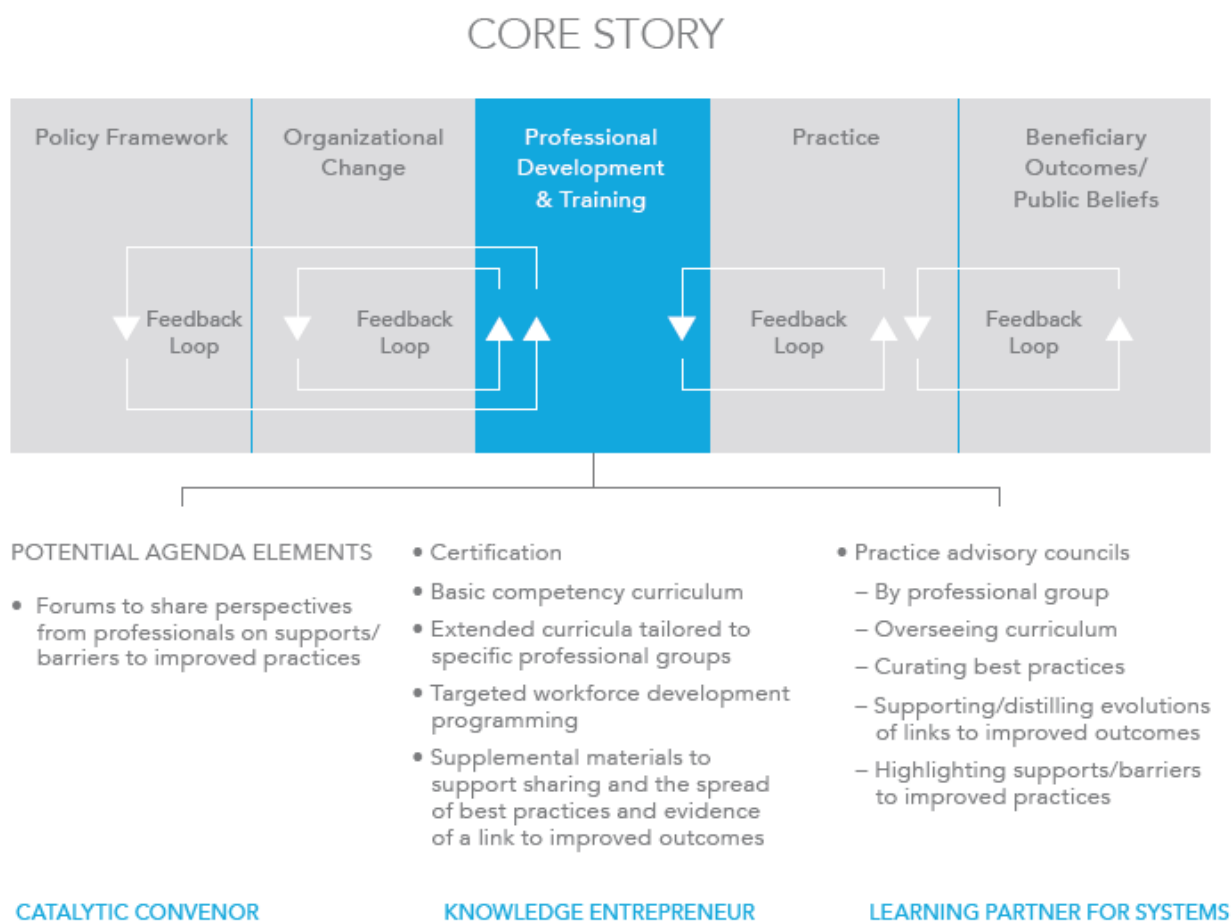 CORE STORY
Policy Framework
Organizational
Change
Professional
Development
& Training
Practice
Beneficiary
Outcomes/
Public Beliefs
Feedback
Loop
Feedback
Loop
Feedback
Loop
Feedback
Loop
POTENTIAL AGENDA ELEMENTS
• Forums to share perspectives
from professionals on supports/
barriers to improved practices
• Certification
• Basic competency curriculum
• Extended curricula tailored to
specific professional groups
• Targeted workforce development
programming
• Supplemental materials to
support sharing and the spread
of best practices and evidence
of a link to improved outcomes
• Practice advisory councils
– By professional group
– Overseeing curriculum
– Curating best practices
– Supporting/distilling evolutions
of links to improved outcomes
– Highlighting supports/barriers
to improved practices
CATALYTIC CONVENOR
KNOWLEDGE ENTREPRENEUR
LEARNING PARTNER FOR SYSTEMS